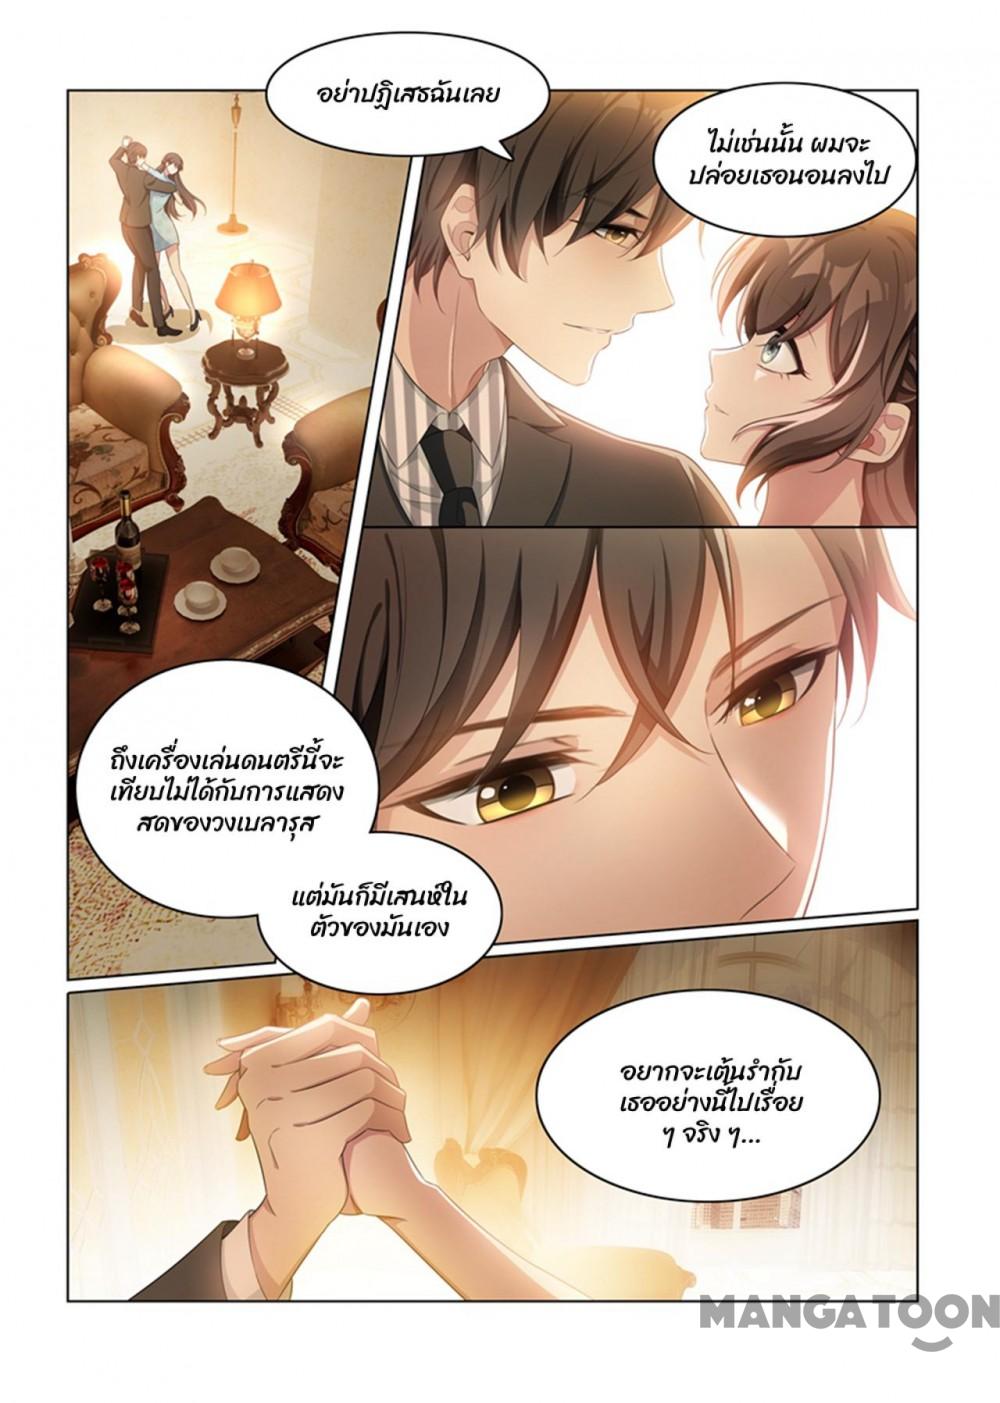 อย่าปฏิเสธฉันเลย
ไม่เช่นนั้น ผมจะ
ปล่อยเธอนอนลงไป
ถึงเครื่องเล่นดนตรีนี้จะ
เทียบไม่ได้กับการแสดง
สดของวงเบลารุส
แต่มันก็มีเสน่ห์ใน
ตัวของมันเอง
อยากจะเต้นรำกับ
เธออย่างนี้ไปเรื่อย
ๆ จริง ๆ...
MANGATOON